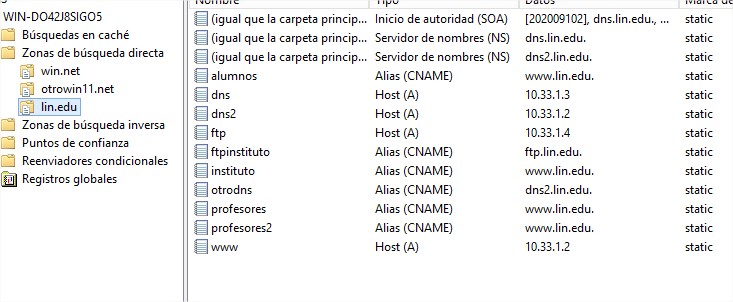 WIN-DO42J8SIGO5
Búsquedas en caché
Zonas de búsqueda directa
win.net
otrowin11.net
lin.edu
Zonas de búsqueda inversa
Puntos de confianza
Reenviadores condicionales
Registros globales
Nombre Tipo Datos Marca de
(igual que la carpeta princip... Inicio de autoridad (SOA) [202009102], dns.lin.edu., ... static
(igual que la carpeta princip... Servidor de nombres (NS) dns.lin.edu. static
(igual que la carpeta princip... Servidor de nombres (NS) dns2.lin.edu. static
alumnos Alias (CNAME) www.lin.edu. static
dns Host (A) 10.33.1.3 static
dns2 Host (A) 10.33.1.2 static
ftp Host (A) 10.33.1.4 static
ftpinstituto Alias (CNAME) ftp.lin.edu. static
instituto Alias (CNAME) www.lin.edu. static
otrodns Alias (CNAME) dns2.lin.edu. static
profesores Alias (CNAME) www.lin.edu. static
profesores2 Alias (CNAME) www.lin.edu. static
www Host (A) 10.33.1.2 static